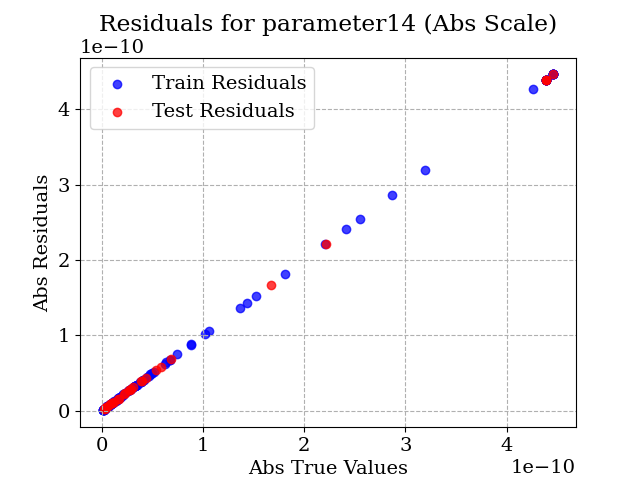 Residuals for parameter14 (Abs Scale)
1e−10
Train Residuals
Test Residuals
4
3
2
1
0
Abs Residuals
0 1 2 3 4
Abs True Values
1e−10